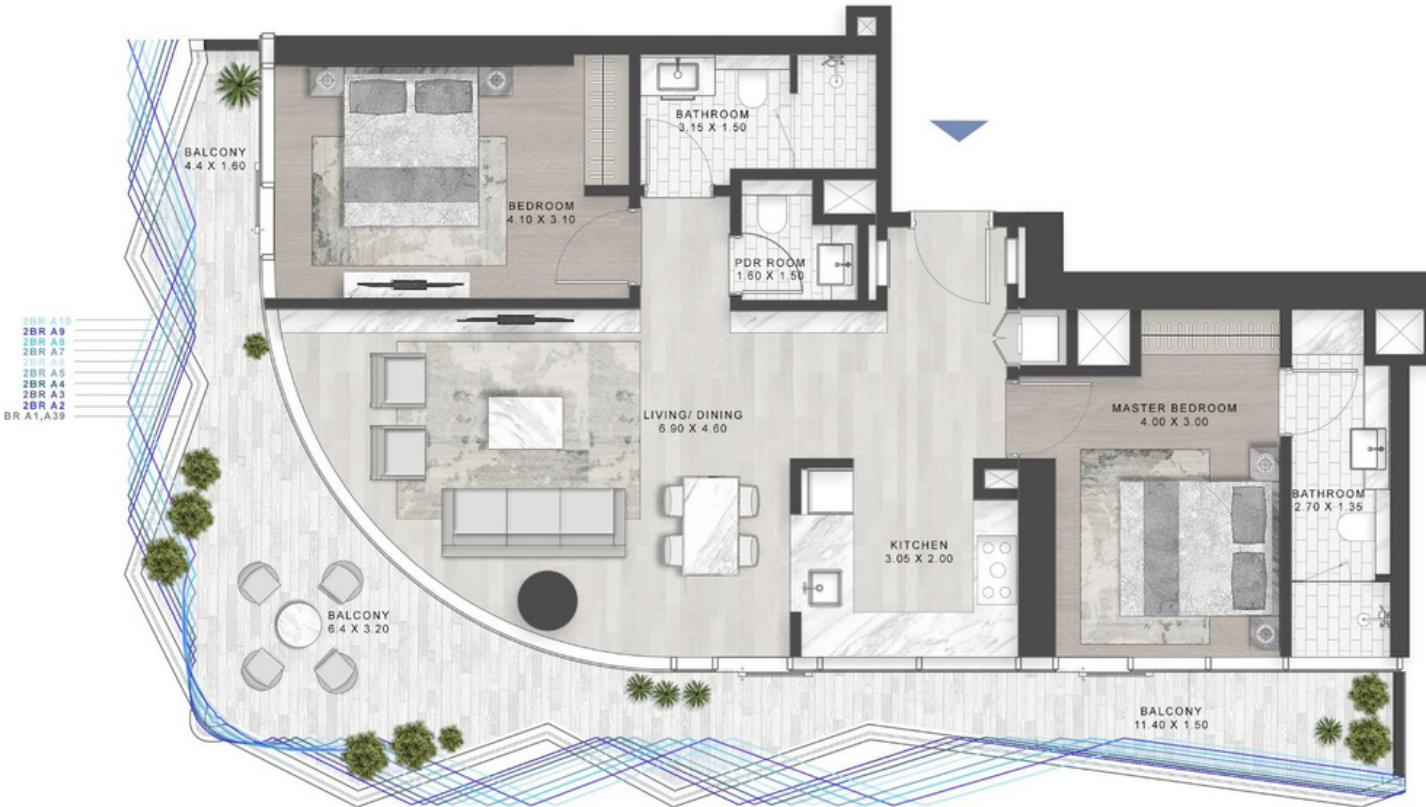 BATHROOM
3.15 X 1.50
BALCONY
4.4 X 1.60
BEDROOM
4.10 X 3.10
PDR ROOM
1.60 X 1.50
2BR A10
2BR A9
2BR A8
2BR A7
2BR A6
2BR A5
2BR A4
2BR A3
2BR A2
BR A1,A39
LIVING/ DINING
6.90 X 4.60
MASTER BEDROOM
4.00 X 3.00
BATHROOM
2.70 X 1.35
KITCHEN
3.05 X 2.00
BALCONY
6.4 X 3.20
BALCONY
11.40 X 1.50